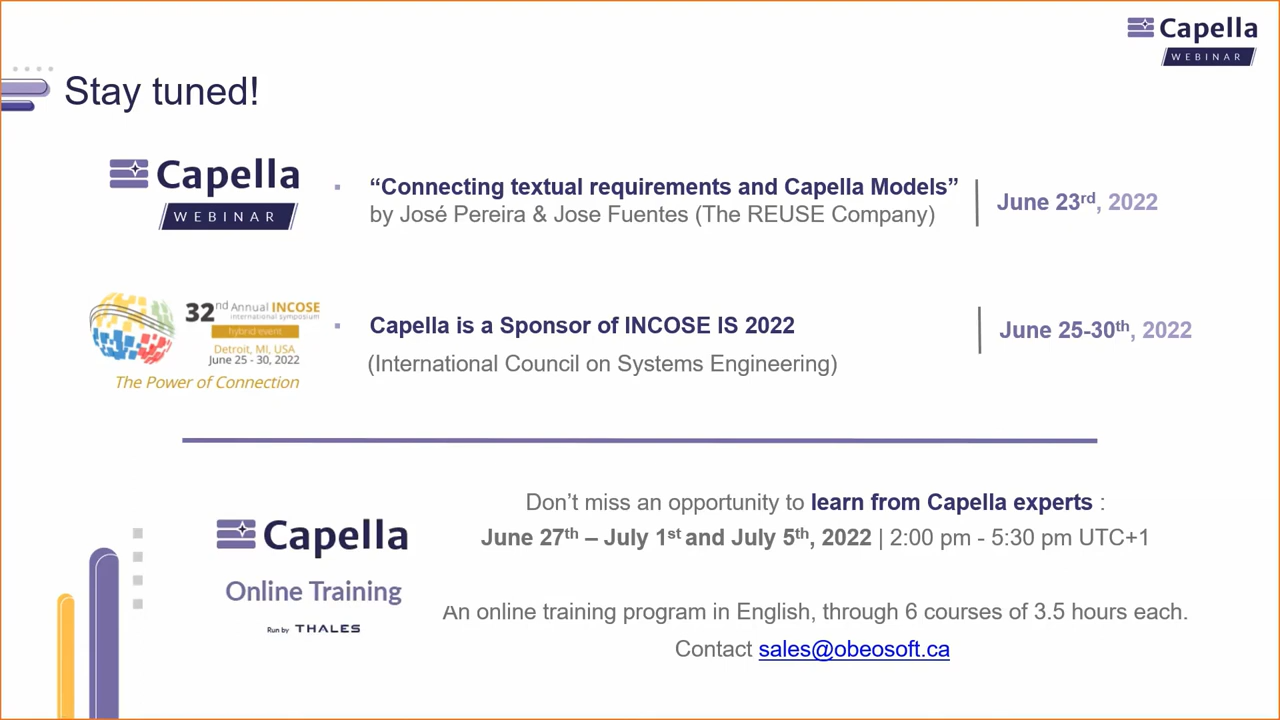 Capella
WEBINAR
Stay tuned!
Capella
WEBINAR
▪ “Connecting textual requirements and Capella Models”
by José Pereira & Jose Fuentes (The REUSE Company)
June 23rd, 2022
32nd Annual INCOSE
international symposium
hybrid event
Detroit, MI, USA
June 25 - 30, 2022
The Power of Connection
▪ Capella is a Sponsor of INCOSE IS 2022
(International Council on Systems Engineering)
June 25-30th, 2022
Capella
Online Training
Run by THALES
Don’t miss an opportunity to learn from Capella experts :
June 27th – July 1st and July 5th, 2022 | 2:00 pm - 5:30 pm UTC+1
An online training program in English, through 6 courses of 3.5 hours each.
Contact sales@obeosoft.ca